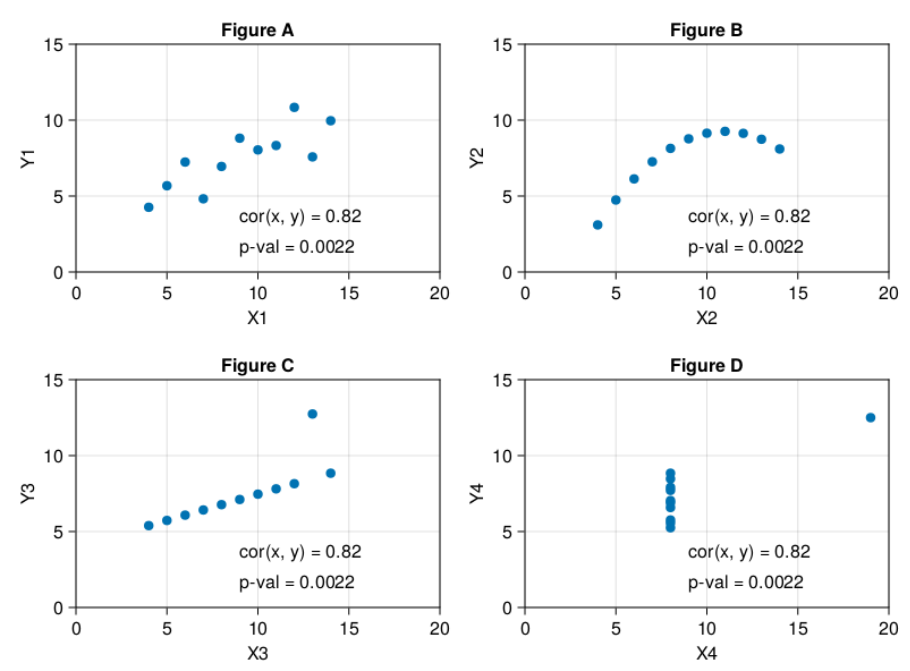 Figure A
15
10
5
0
Y1
cor(x, y) = 0.82
p-val = 0.0022
0 5 10 15 20
X1
Figure B
15
10
5
0
Y2
cor(x, y) = 0.82
p-val = 0.0022
0 5 10 15 20
X2
Figure C
15
10
5
0
Y3
cor(x, y) = 0.82
p-val = 0.0022
0 5 10 15 20
X3
Figure D
15
10
5
0
Y4
cor(x, y) = 0.82
p-val = 0.0022
0 5 10 15 20
X4